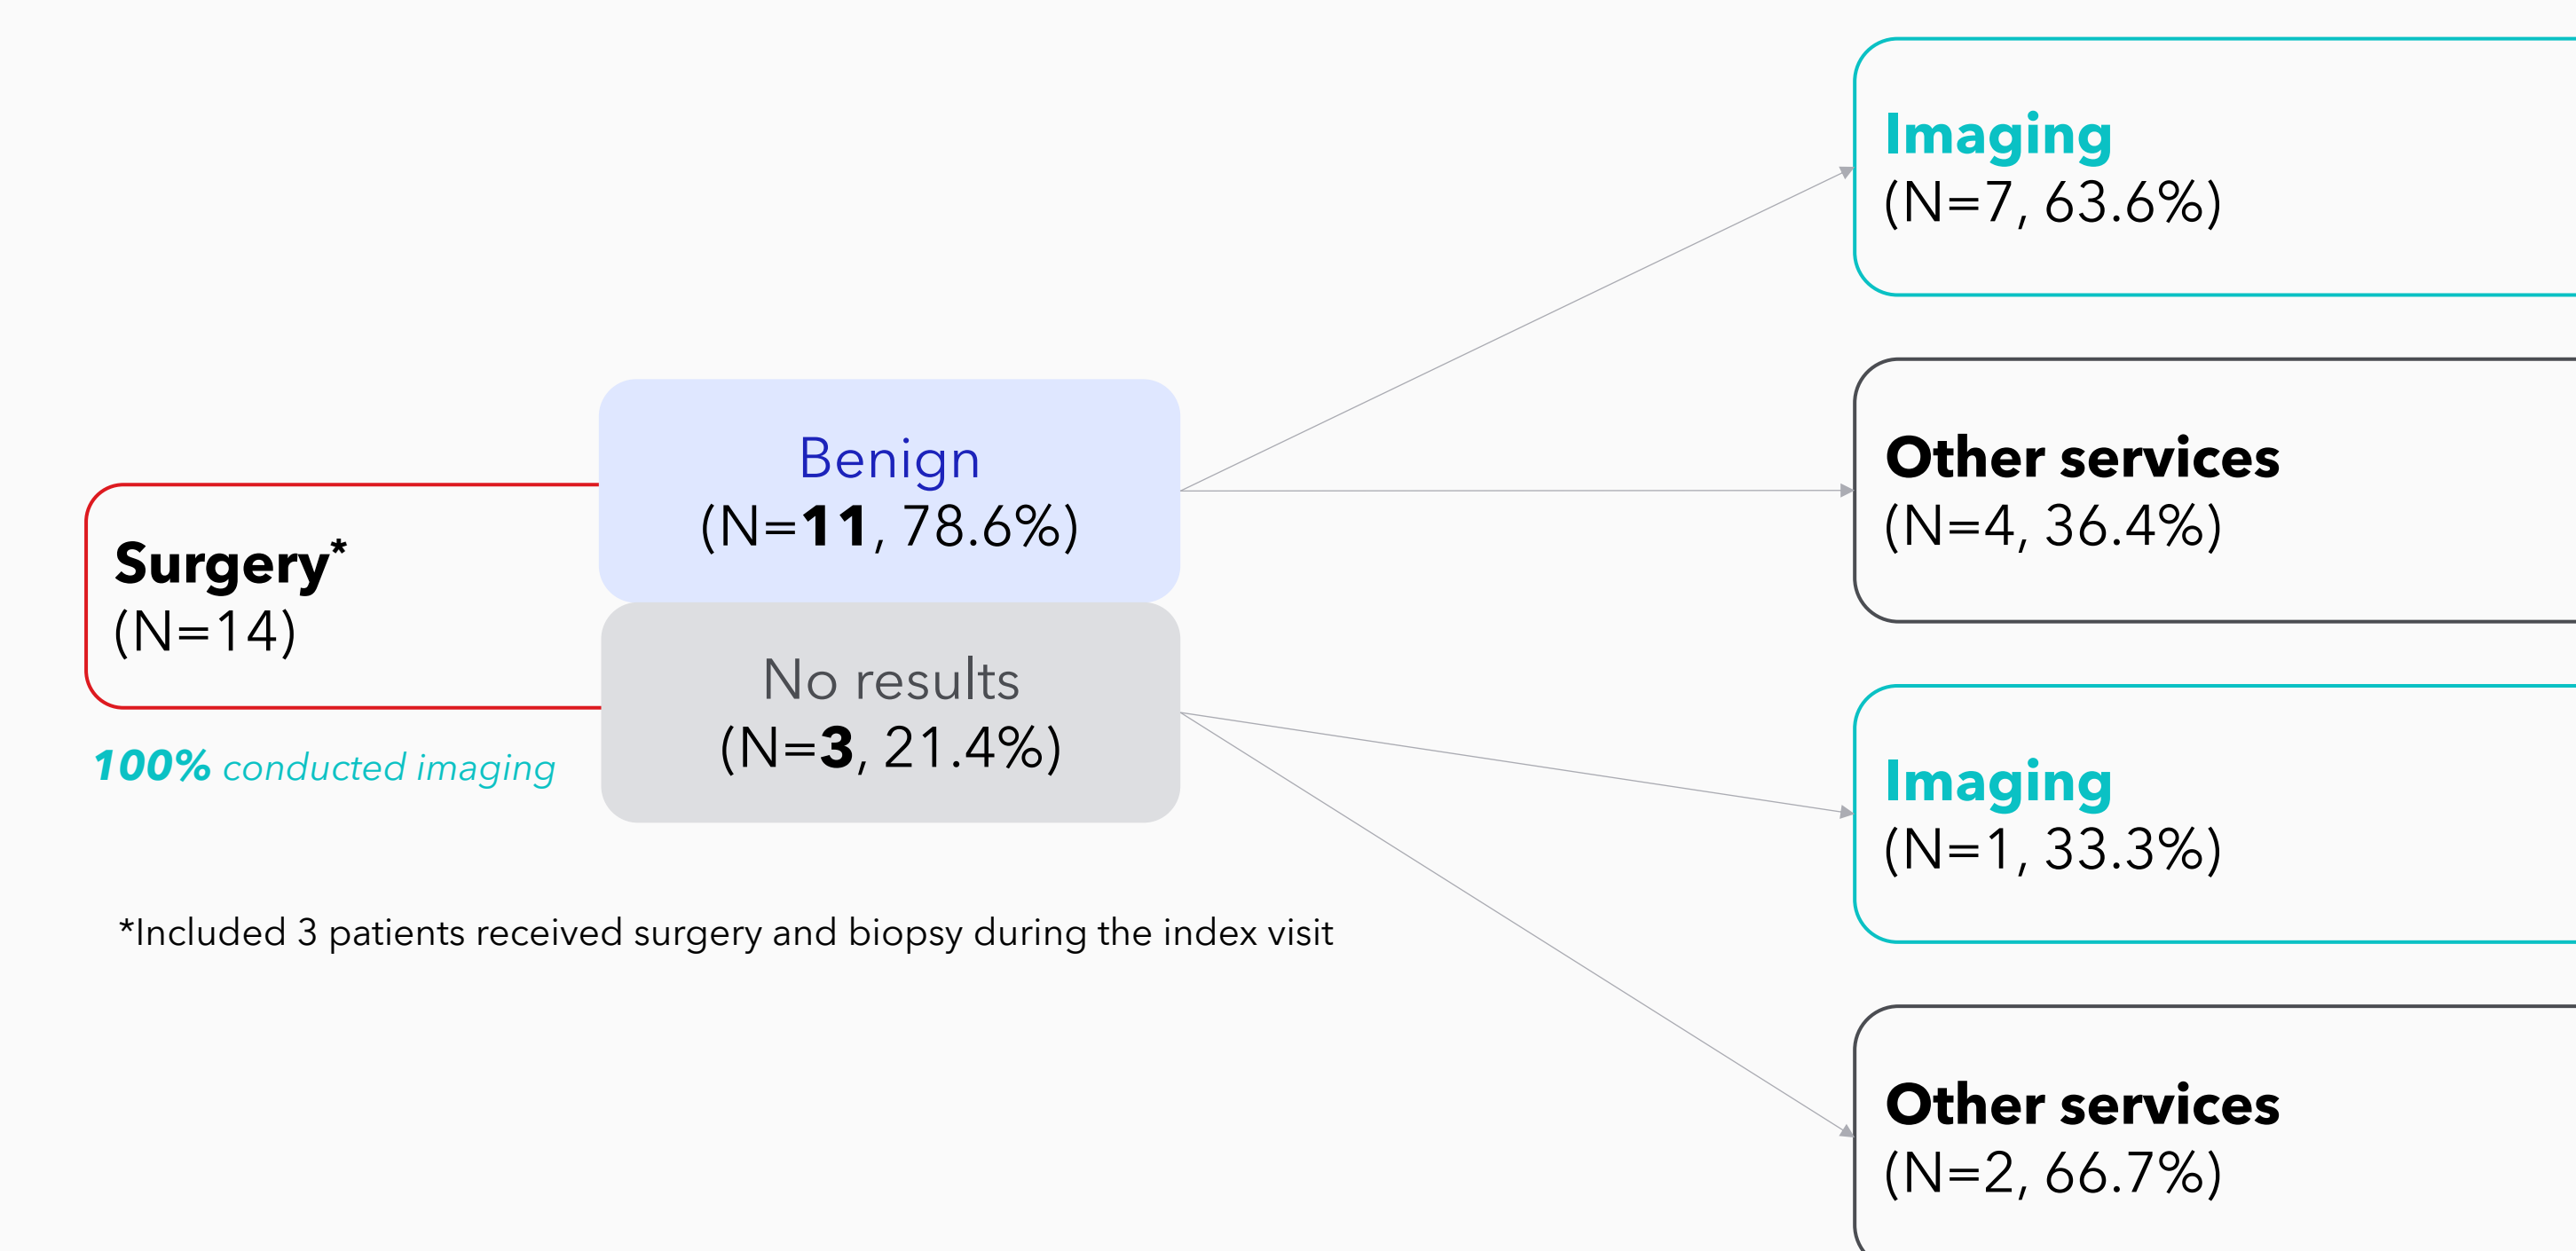 Surgery*
(N=14)
100% conducted imaging
Benign
(N=11, 78.6%)
No results
(N=3, 21.4%)
Imaging
(N=7, 63.6%)
Other services
(N=4, 36.4%)
Imaging
(N=1, 33.3%)
Other services
(N=2, 66.7%)
*Included 3 patients received surgery and biopsy during the index visit